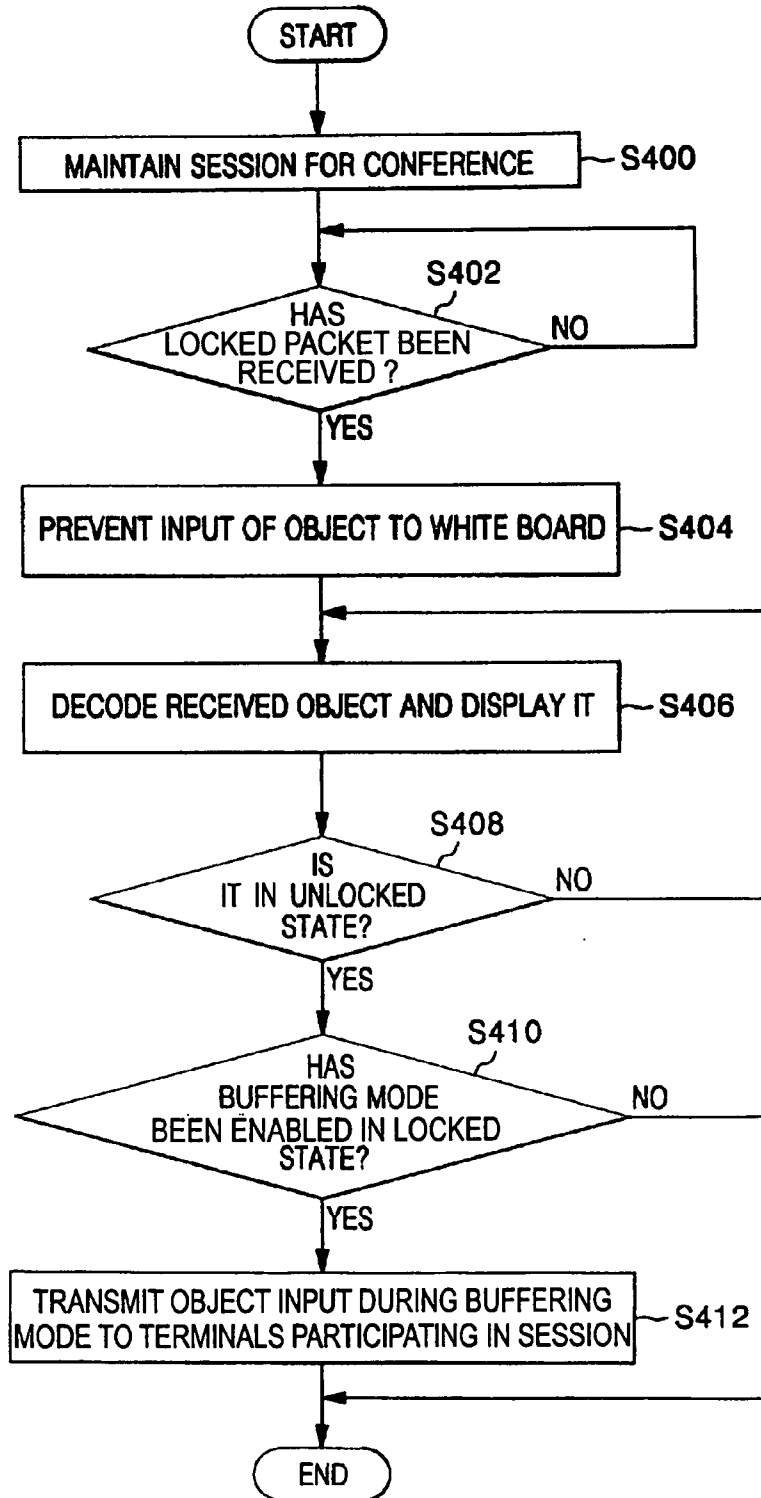 START
MAINTAIN SESSION FOR CONFERENCE
S400
S402
HAS
LOCKED PACKET BEEN
RECEIVED ?
NO
YES
PREVENT INPUT OF OBJECT TO WHITE BOARD
S404
DECODE RECEIVED OBJECT AND DISPLAY IT
S406
S408
IS
IT IN UNLOCKED
STATE?
NO
YES
S410
HAS
BUFFERING MODE
BEEN ENABLED IN LOCKED
STATE?
NO
YES
TRANSMIT OBJECT INPUT DURING BUFFERING
MODE TO TERMINALS PARTICIPATING IN SESSION
S412
END